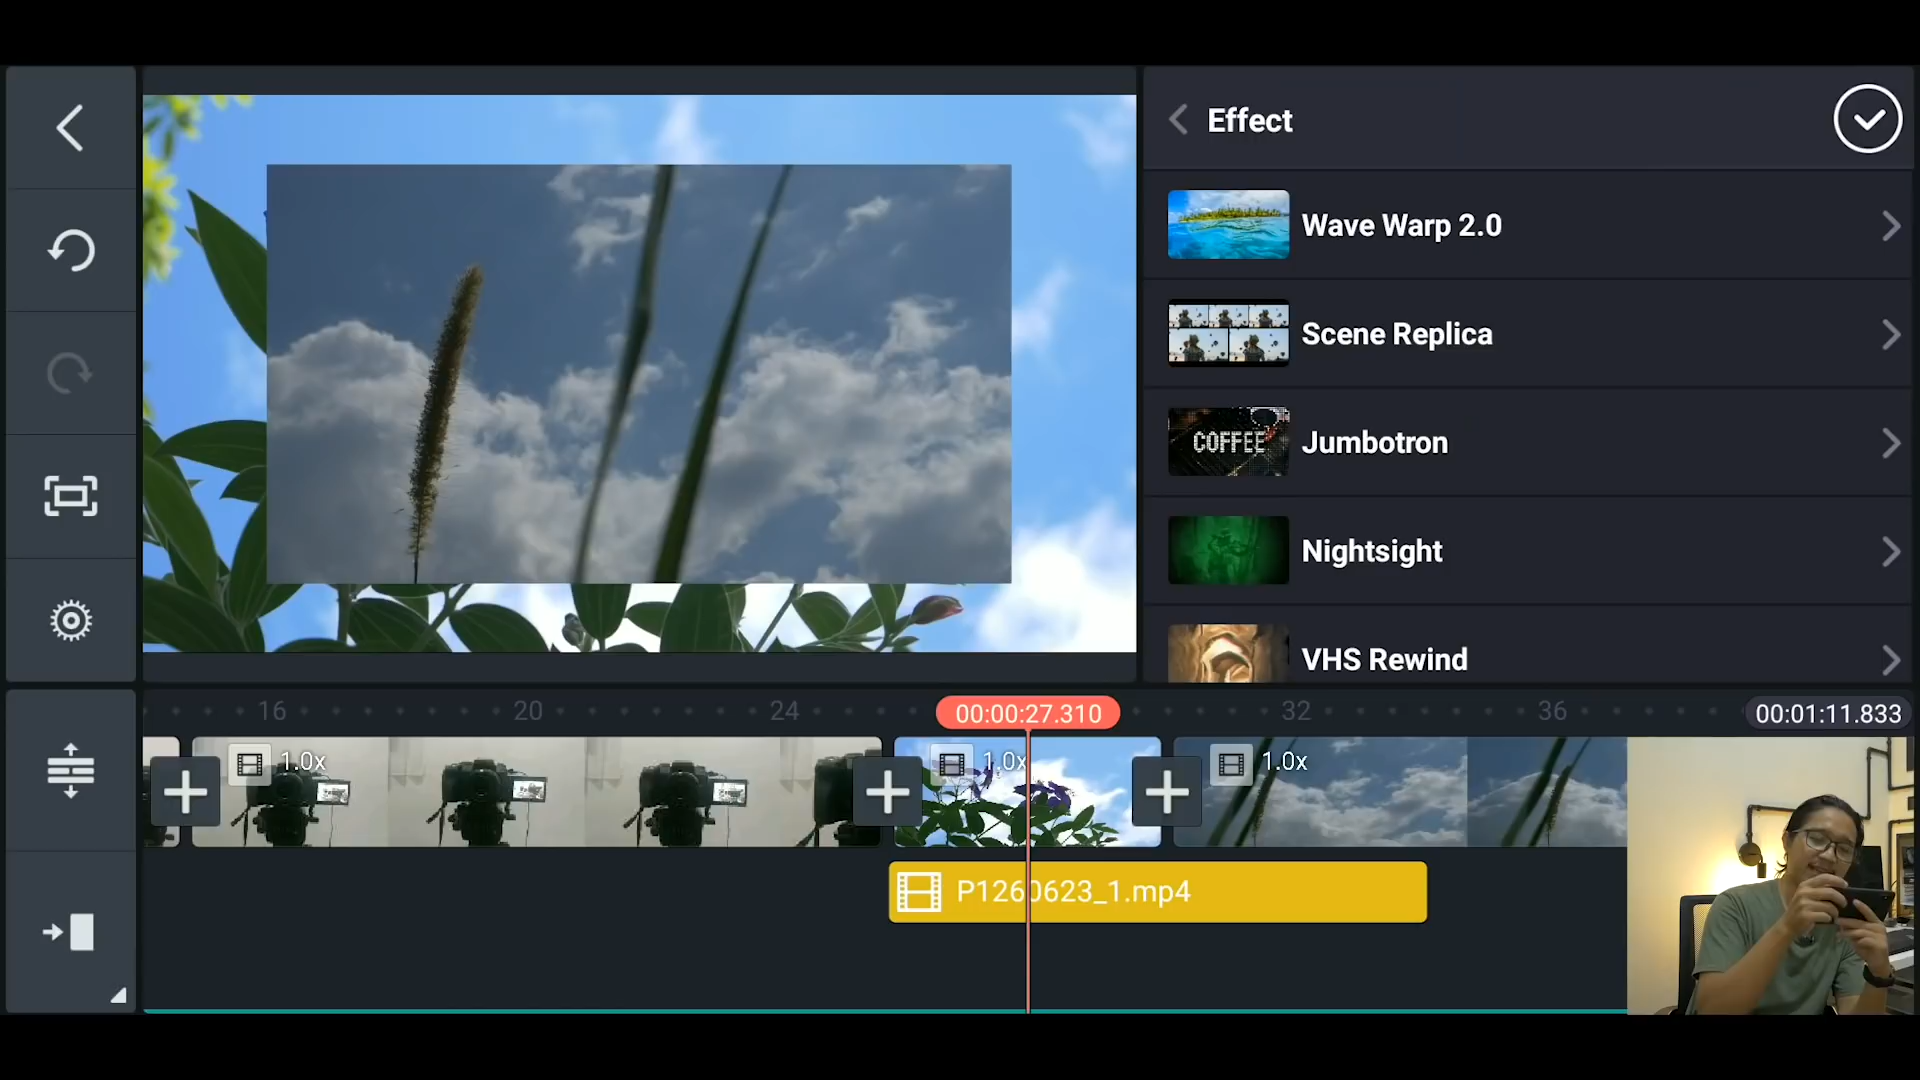 Effect
Wave Warp 2.0
Scene Replica
COFFEE
Jumbotron
Nightsight
VHS Rewind
16
20
24
00:00:27.310
32
36
00:01:11.833
1.0x
1.0x
1.0x
P1260623_1.mp4